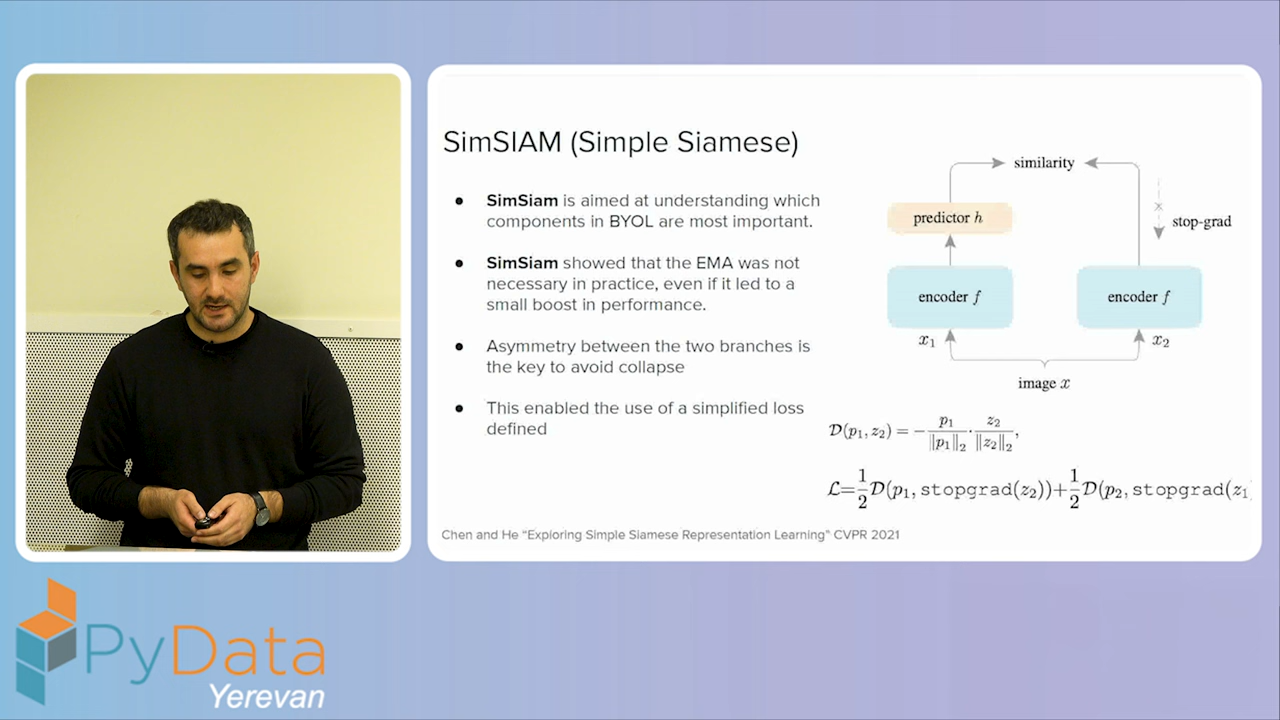 SimSIAM (Simple Siamese)
● SimSiam is aimed at understanding which
components in BYOL are most important.
● SimSiam showed that the EMA was not
necessary in practice, even if it led to a
small boost in performance.
● Asymmetry between the two branches is
the key to avoid collapse
● This enabled the use of a simplified loss
defined
similarity
predictor h
stop-grad
encoder f
encoder f
x₁
x₂
image x
𝒟(p₁, z₂) = − p₁/‖p₁‖₂ · z₂/‖z₂‖₂,
ℒ=1/2 𝒟(p₁, stopgrad(z₂))+1/2 𝒟(p₂, stopgrad(z₁
Chen and He “Exploring Simple Siamese Representation Learning” CVPR 2021
PyData
Yerevan